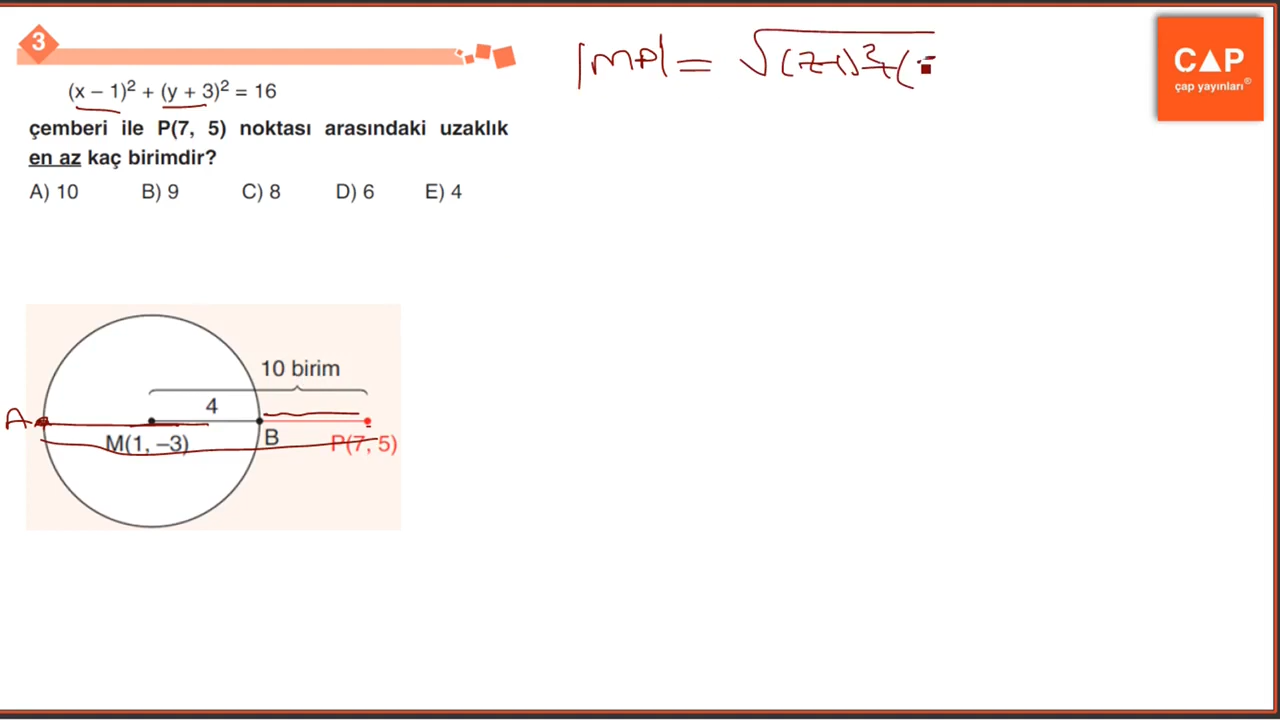 3
(x – 1)² + (y + 3)² = 16
çemberi ile P(7, 5) noktası arasındaki uzaklık
en az kaç birimdir?
A) 10 B) 9 C) 8 D) 6 E) 4
|MP| = √(7-1)²+(
ÇAP
çap yayınları®
10 birim
4
A
M(1, –3) B P(7, 5)